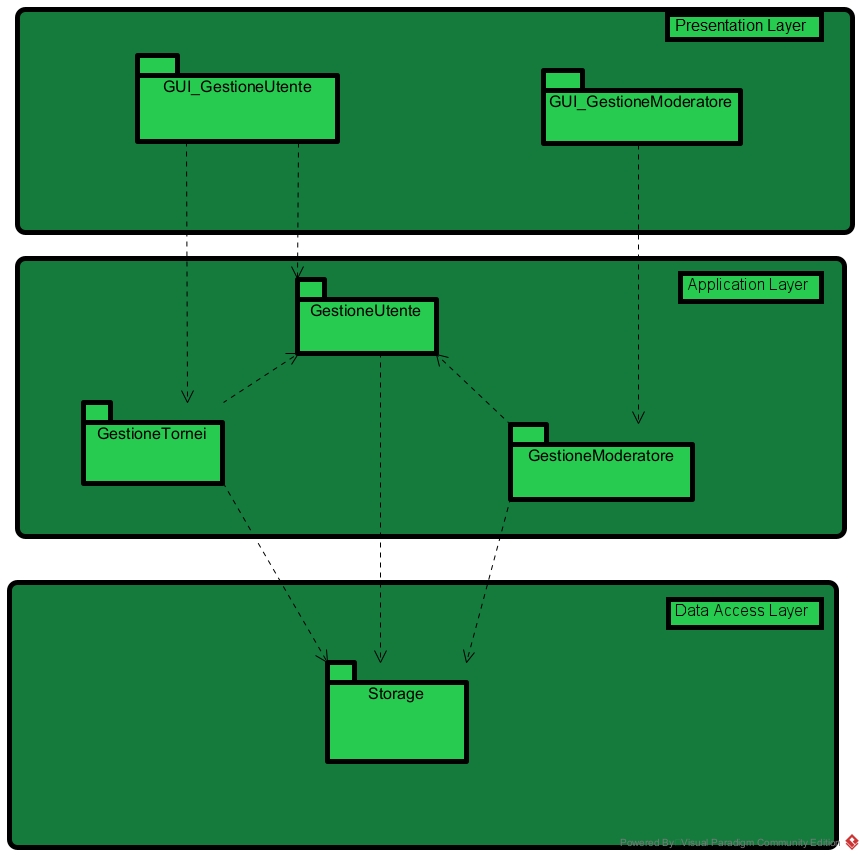 Presentation Layer
GUI_GestioneUtente
GUI_GestioneModeratore
Application Layer
GestioneUtente
GestioneTornei
GestioneModeratore
Data Access Layer
Storage
Powered By Visual Paradigm Community Edition